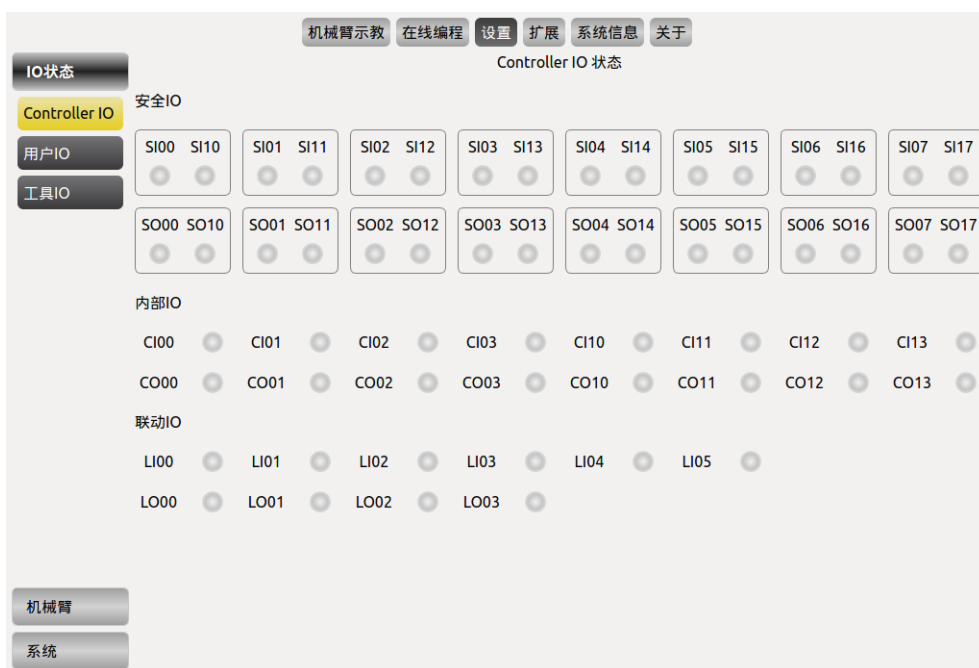 机械臂示教 在线编程 设置 扩展 系统信息 关于
Controller IO 状态
IO状态
Controller IO
用户IO
工具IO
安全IO
SI00 SI10 SI01 SI11 SI02 SI12 SI03 SI13 SI04 SI14 SI05 SI15 SI06 SI16 SI07 SI17
SO00 SO10 SO01 SO11 SO02 SO12 SO03 SO13 SO04 SO14 SO05 SO15 SO06 SO16 SO07 SO17
内部IO
CI00 CI01 CI02 CI03 CI10 CI11 CI12 CI13
CO00 CO01 CO02 CO03 CO10 CO11 CO12 CO13
联动IO
LI00 LI01 LI02 LI03 LI04 LI05
LO00 LO01 LO02 LO03
机械臂
系统